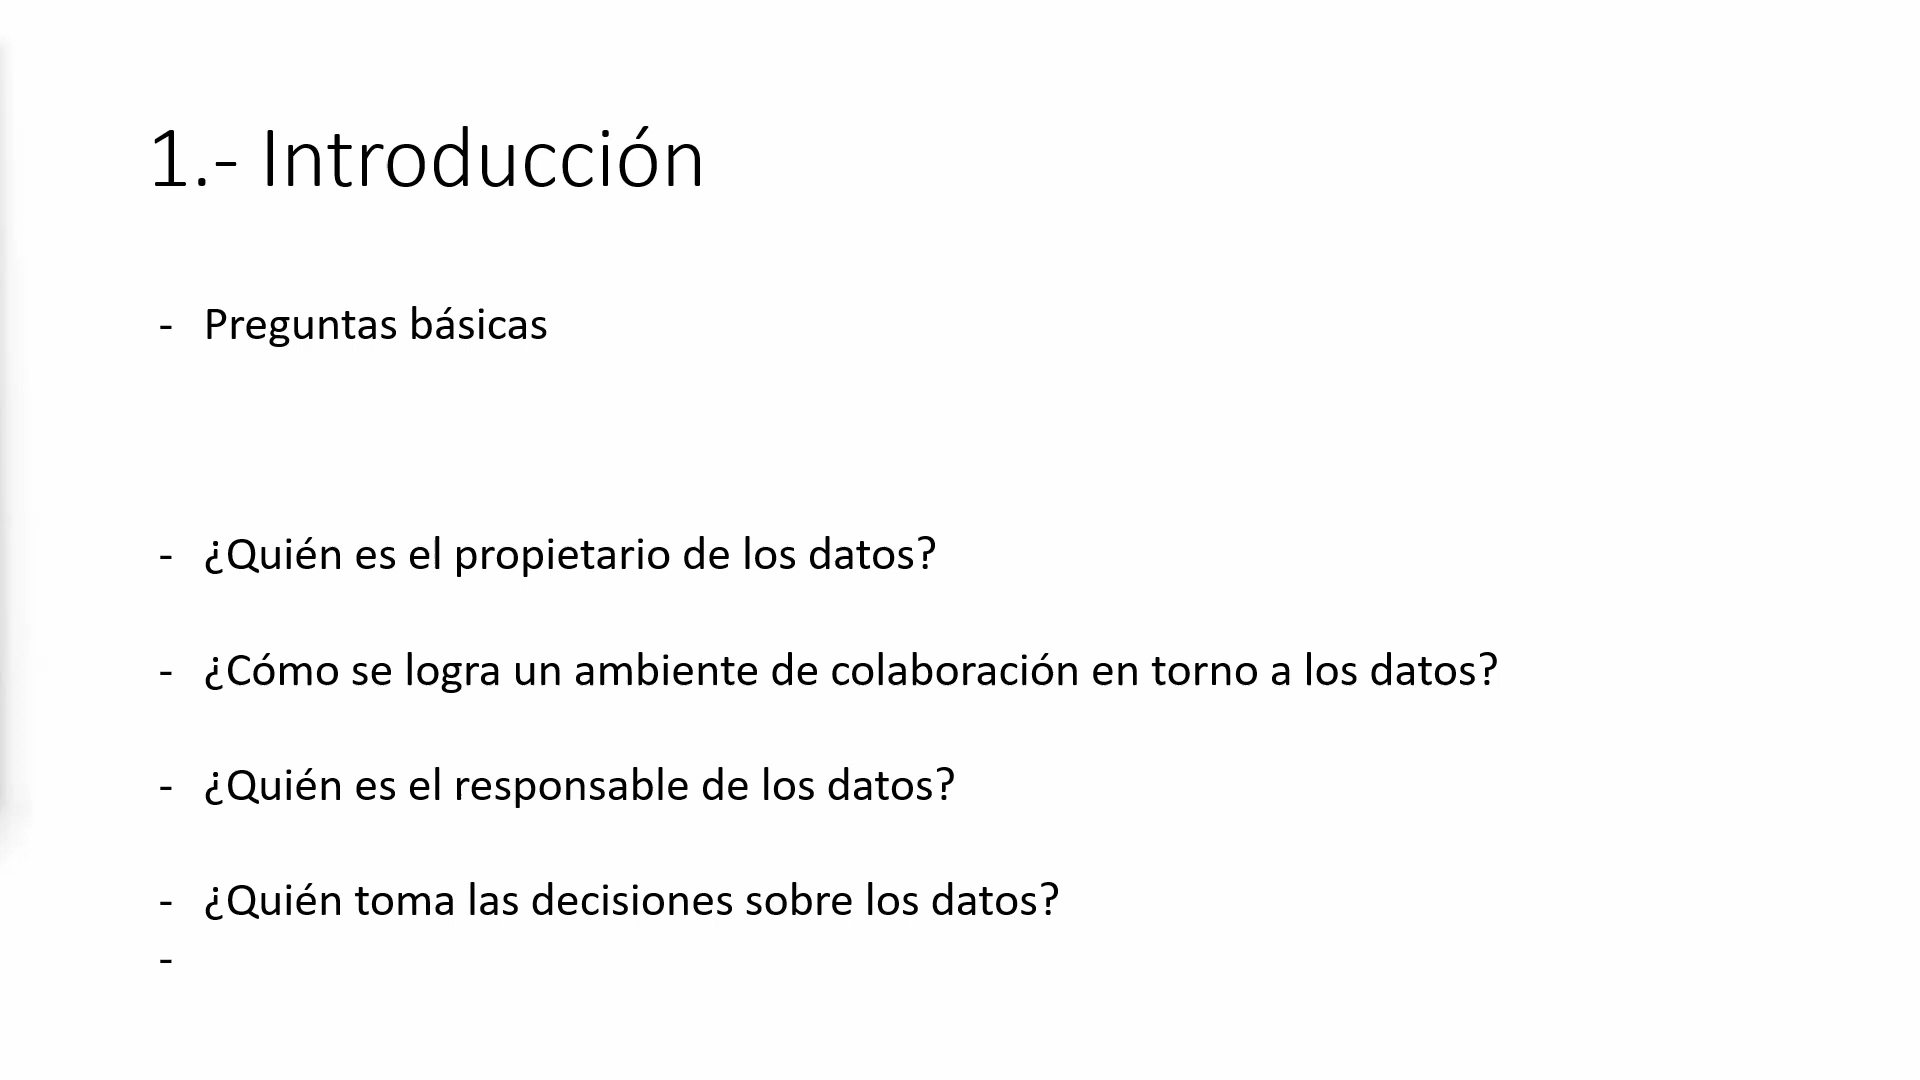 1.- Introducción
- Preguntas básicas
- ¿Quién es el propietario de los datos?
- ¿Cómo se logra un ambiente de colaboración en torno a los datos?
- ¿Quién es el responsable de los datos?
- ¿Quién toma las decisiones sobre los datos?
-